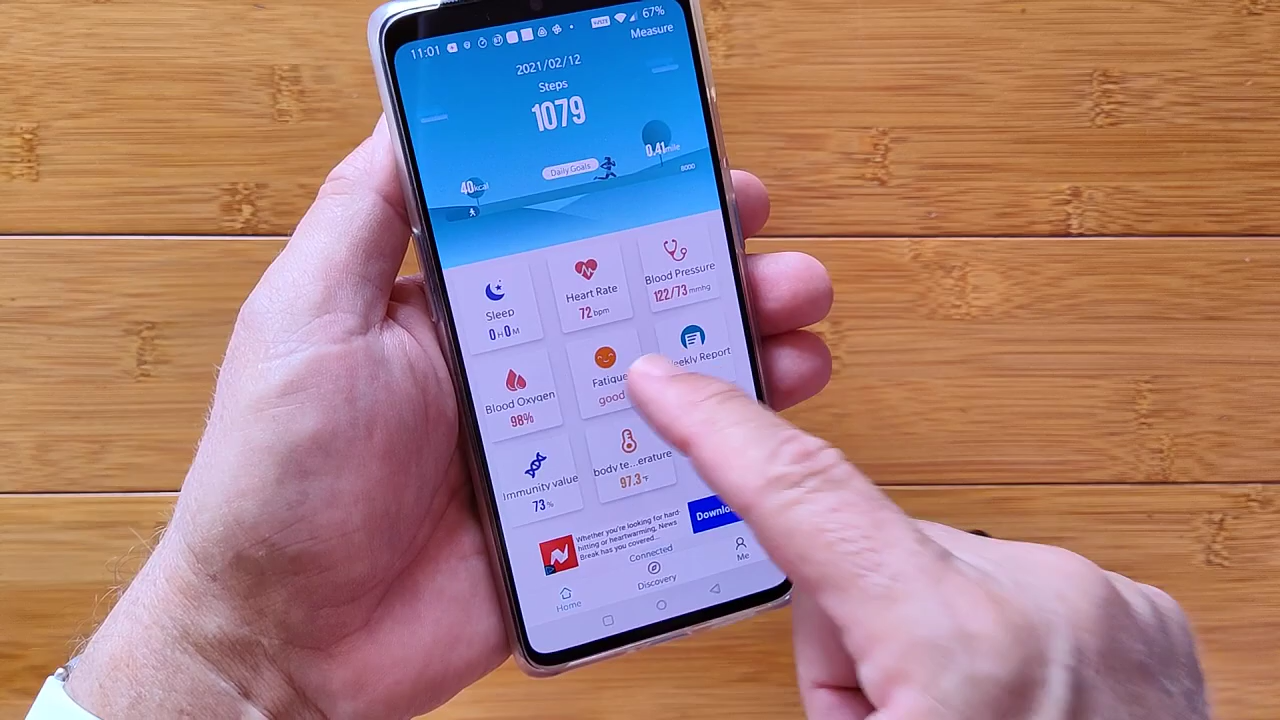 11:01
67%
Measure
2021/02/12
Steps
1079
0.41 mile
Daily Goals
8000
40 kcal
Sleep
0 H 0 M
Heart Rate
72 bpm
Blood Pressure
122/73 mmhg
Blood Oxygen
98%
Fatigue
good
eekly Report
Immunity value
73 %
body te...erature
97.3 °F
Whether you're looking for hard-
hitting or heartwarming, News
Break has you covered...
Downlo
Connected
Home
Discovery
Me